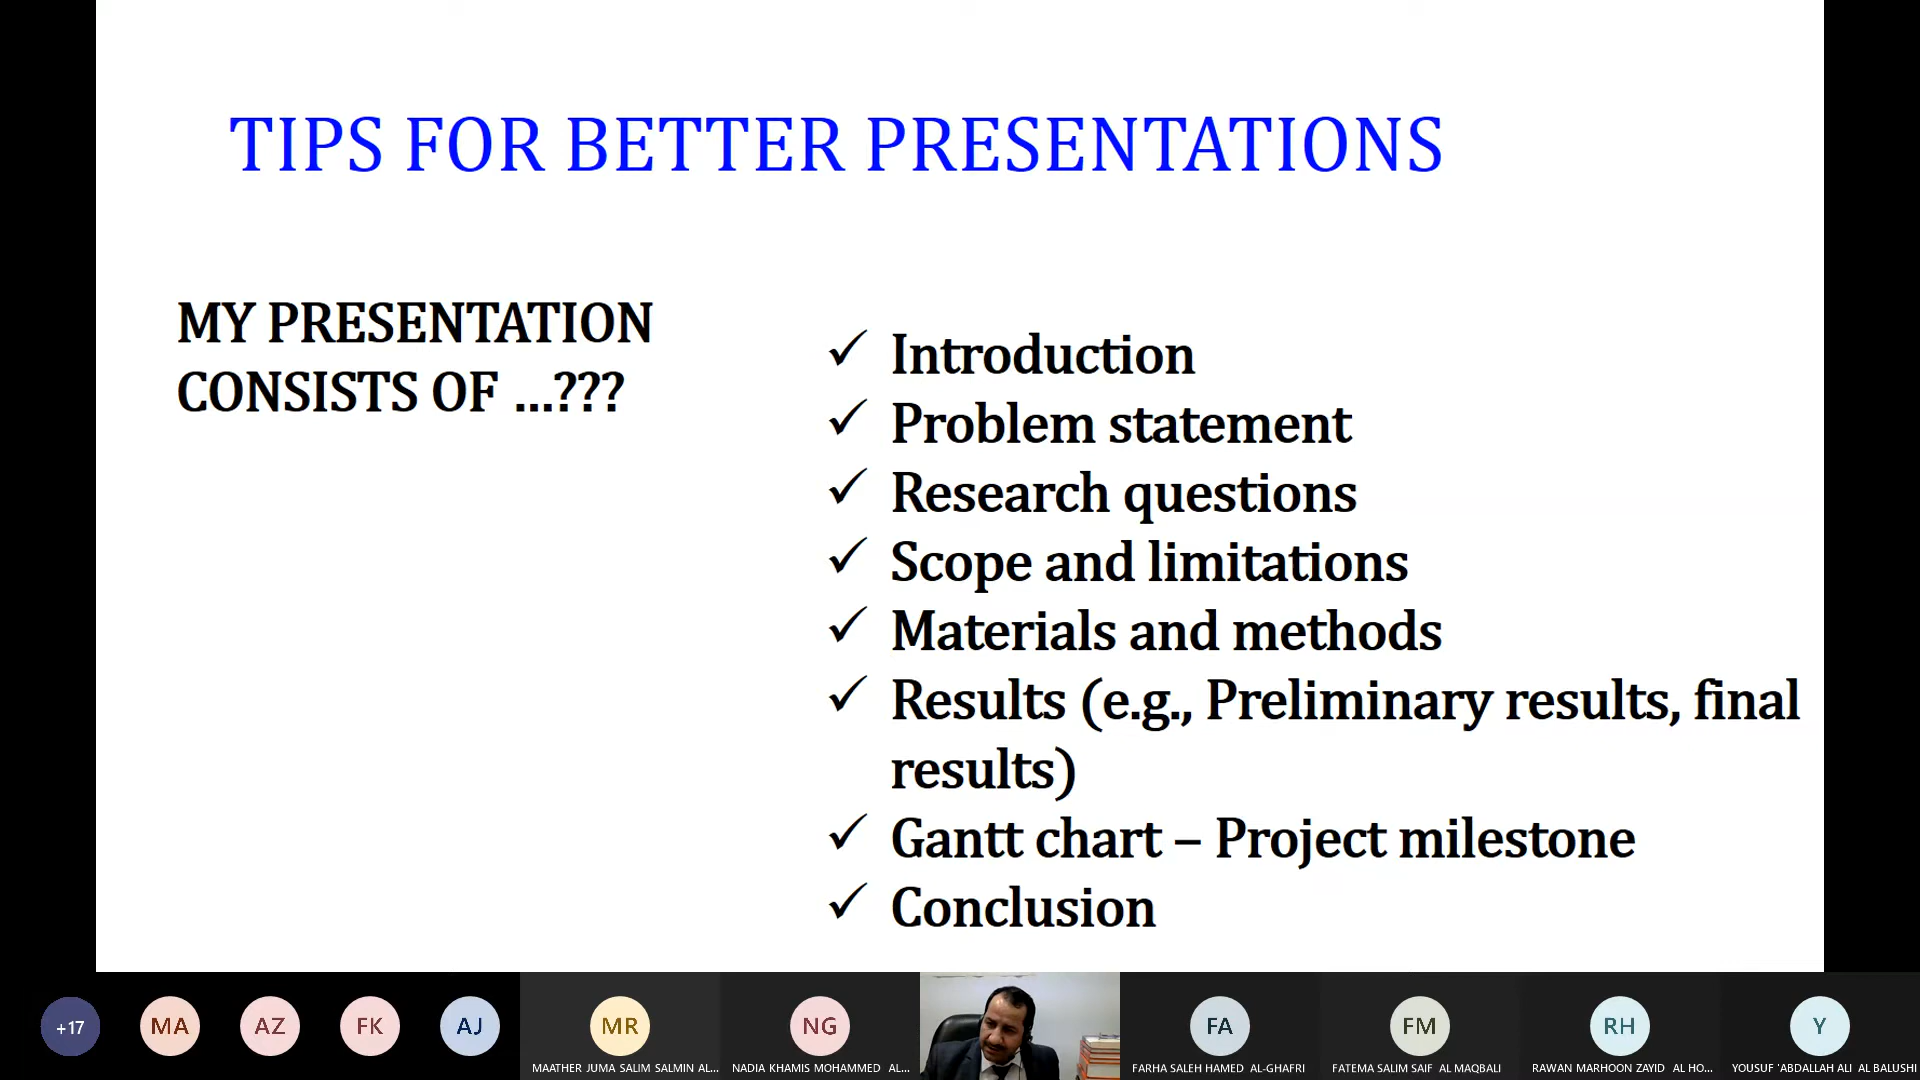 TIPS FOR BETTER PRESENTATIONS
MY PRESENTATION
CONSISTS OF ...???
✓ Introduction
✓ Problem statement
✓ Research questions
✓ Scope and limitations
✓ Materials and methods
✓ Results (e.g., Preliminary results, final
results)
✓ Gantt chart – Project milestone
✓ Conclusion
+17
MA
AZ
FK
AJ
MR
NG
FA
FM
RH
Y
MAATHER JUMA SALIM SALMIN AL...
NADIA KHAMIS MOHAMMED AL...
FARHA SALEH HAMED AL-GHAFRI
FATEMA SALIM SAIF AL MAQBALI
RAWAN MARHOON ZAYID AL HO...
YOUSUF 'ABDALLAH ALI AL BALUSHI